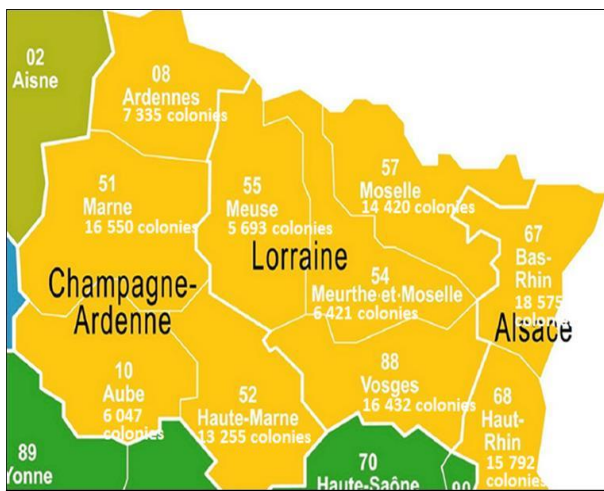 02
Aisne
08
Ardennes
7 335 colonies
51
Marne
16 550 colonies
55
Meuse
5 693 colonies
57
Moselle
14 420 colonies
67
Bas-
Rhin
18 575
colonies
Lorraine
54
Meurthe-et-Moselle
6 421 colonies
Champagne-
Ardenne
Alsace
10
Aube
6 047
colonies
52
Haute-Marne
13 255 colonies
88
Vosges
16 432 colonies
68
Haut-
Rhin
15 792
colonies
89
Yonne
70
Haute-Saône
90